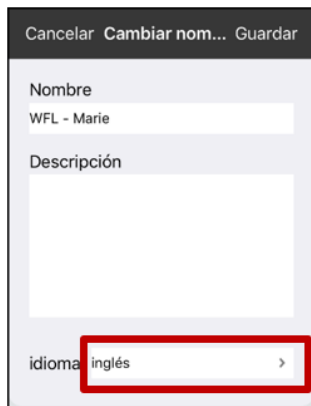 Cancelar Cambiar nom... Guardar
Nombre
WFL - Marie
Descripción
idioma inglés